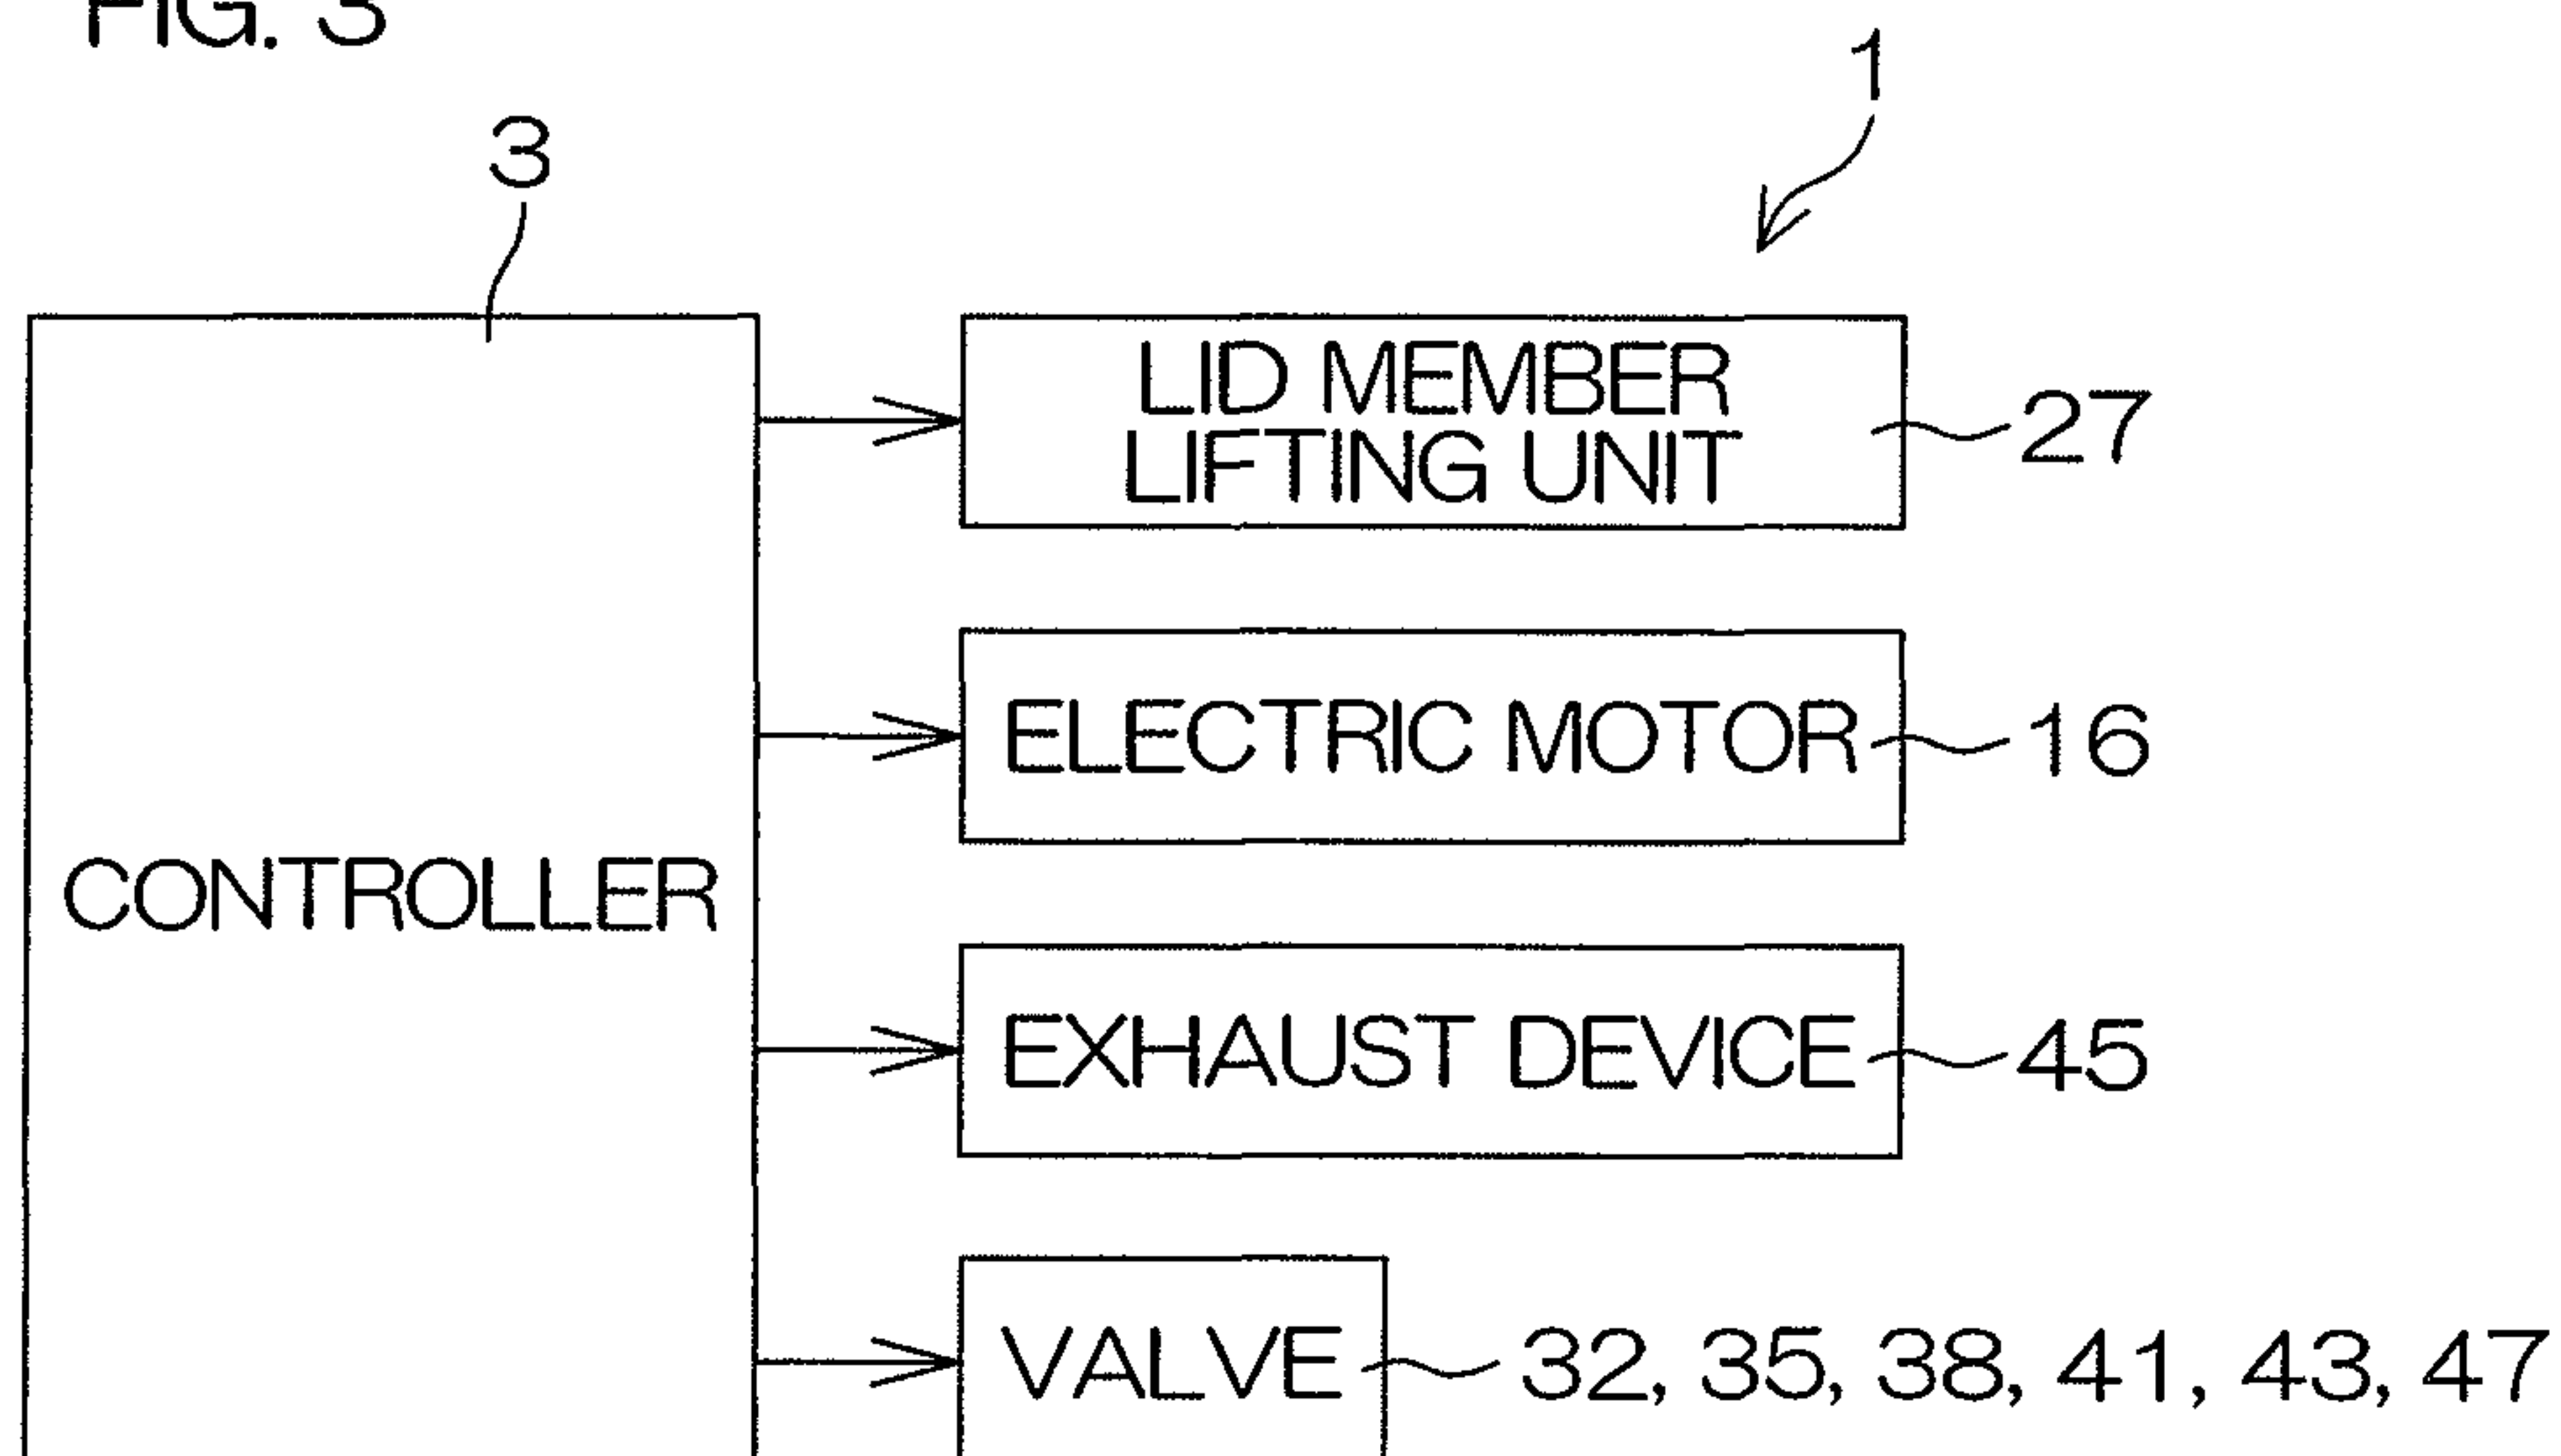 FIG. 3
1
3
LID MEMBER
LIFTING UNIT
27
ELECTRIC MOTOR
16
CONTROLLER
EXHAUST DEVICE
45
VALVE
32, 35, 38, 41, 43, 47